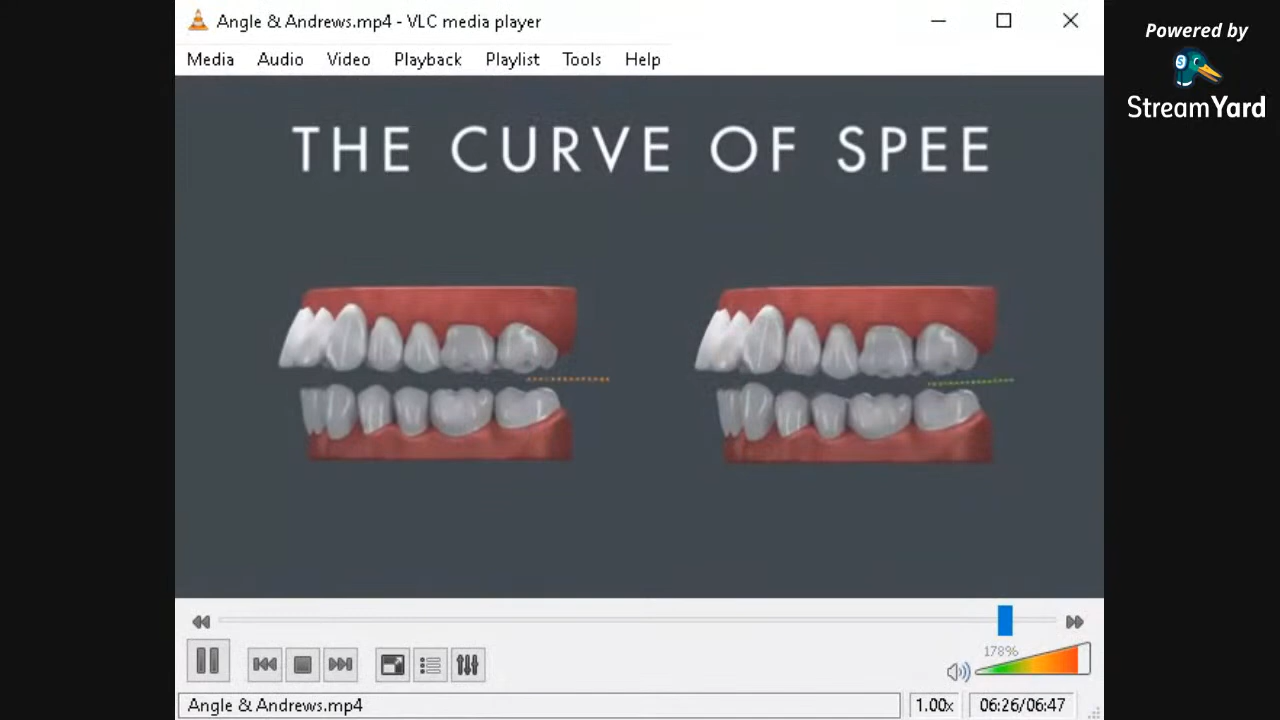 Angle & Andrews.mp4 - VLC media player
Powered by
StreamYard
Media Audio Video Playback Playlist Tools Help
THE CURVE OF SPEE
178%
Angle & Andrews.mp4 1.00x 06:26/06:47